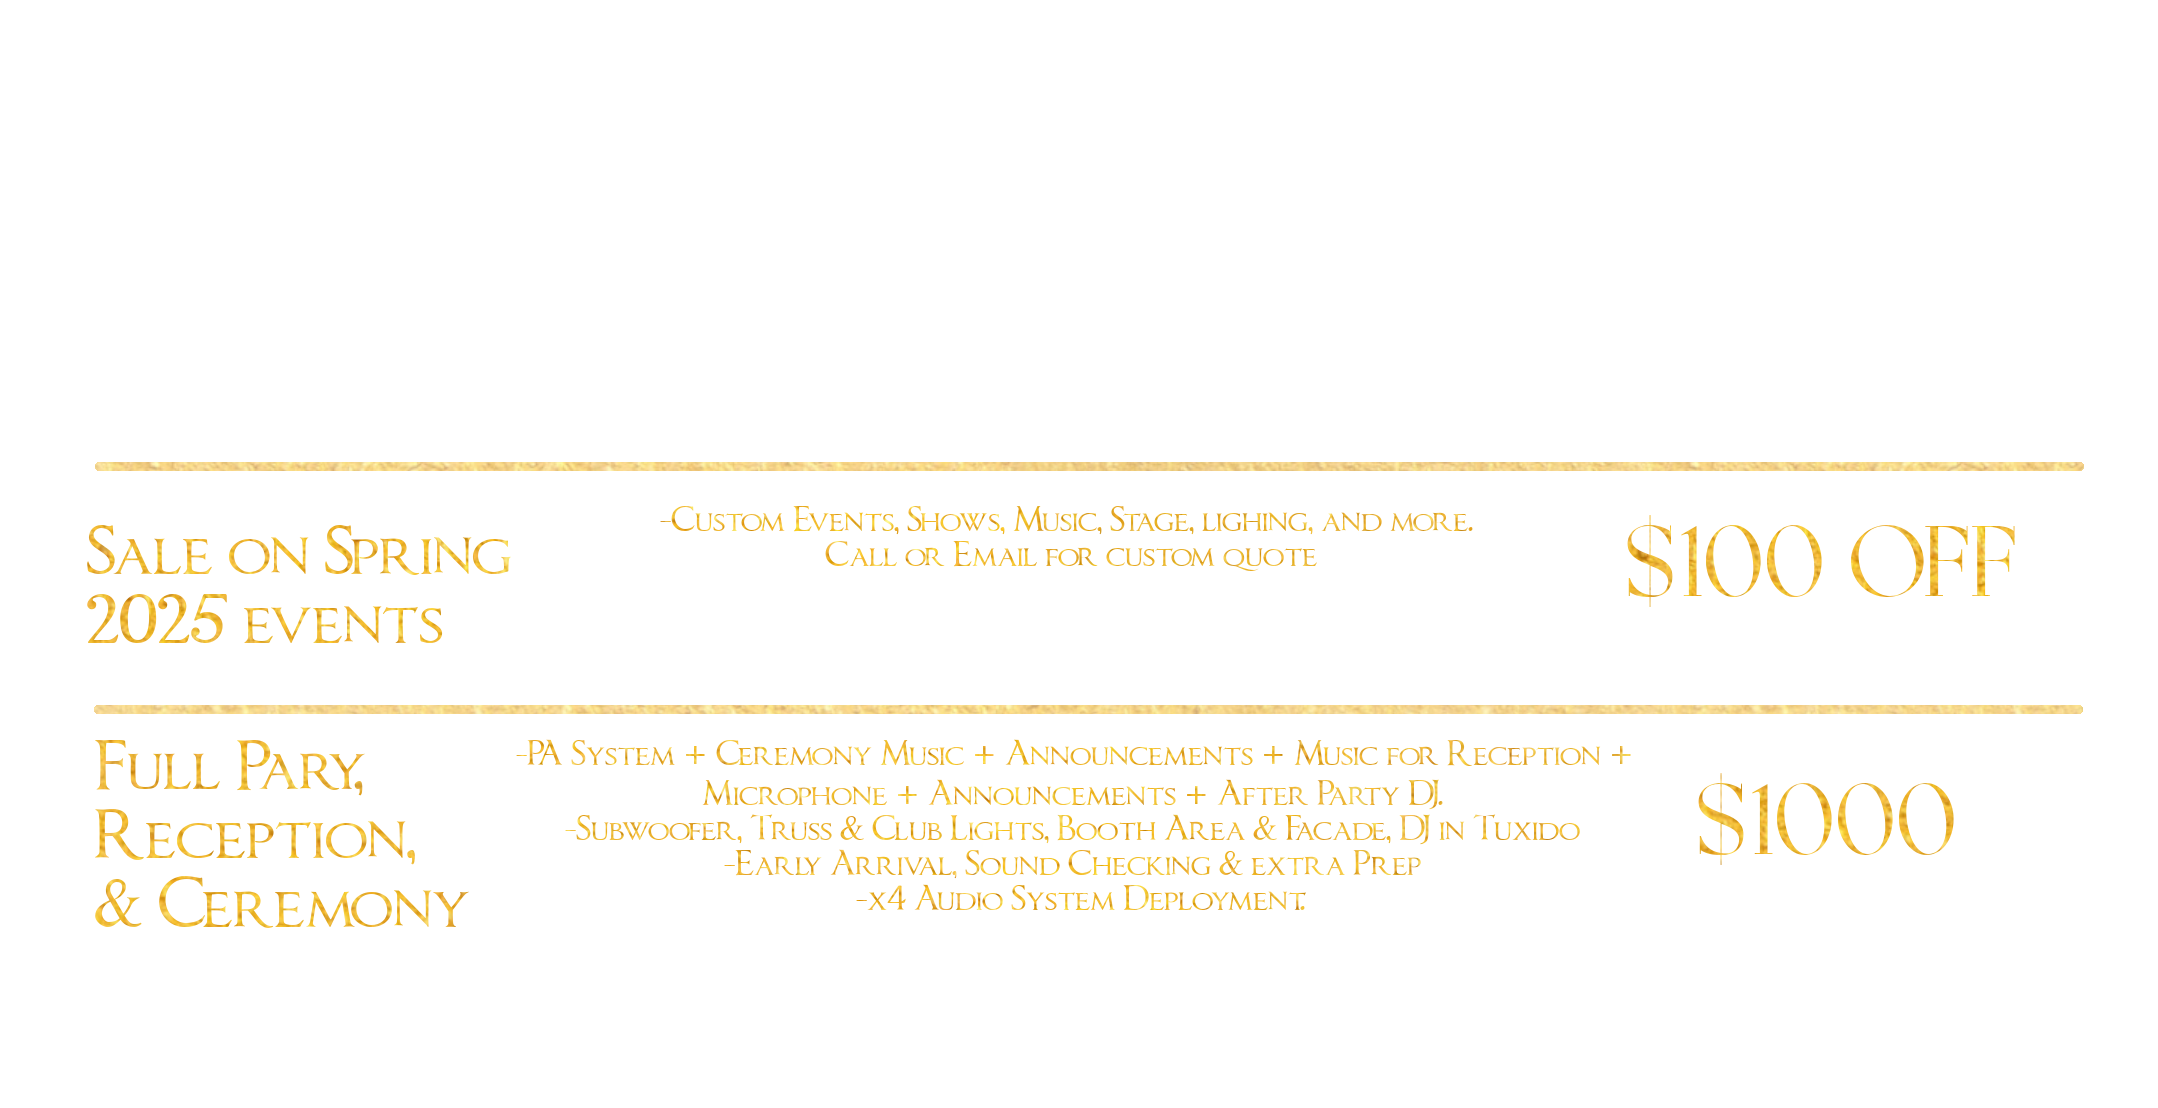 Sale on Spring
2025 events
-Custom Events, Shows, Music, Stage, lighing, and more.
Call or Email for custom quote
$100 OFF
Full Pary,
Reception,
& Ceremony
-PA System + Ceremony Music + Announcements + Music for Reception +
Microphone + Announcements + After Party DJ.
-Subwoofer, Truss & Club Lights, Booth Area & Facade, DJ in Tuxido
-Early Arrival, Sound Checking & extra Prep
-x4 Audio System Deployment.
$1000